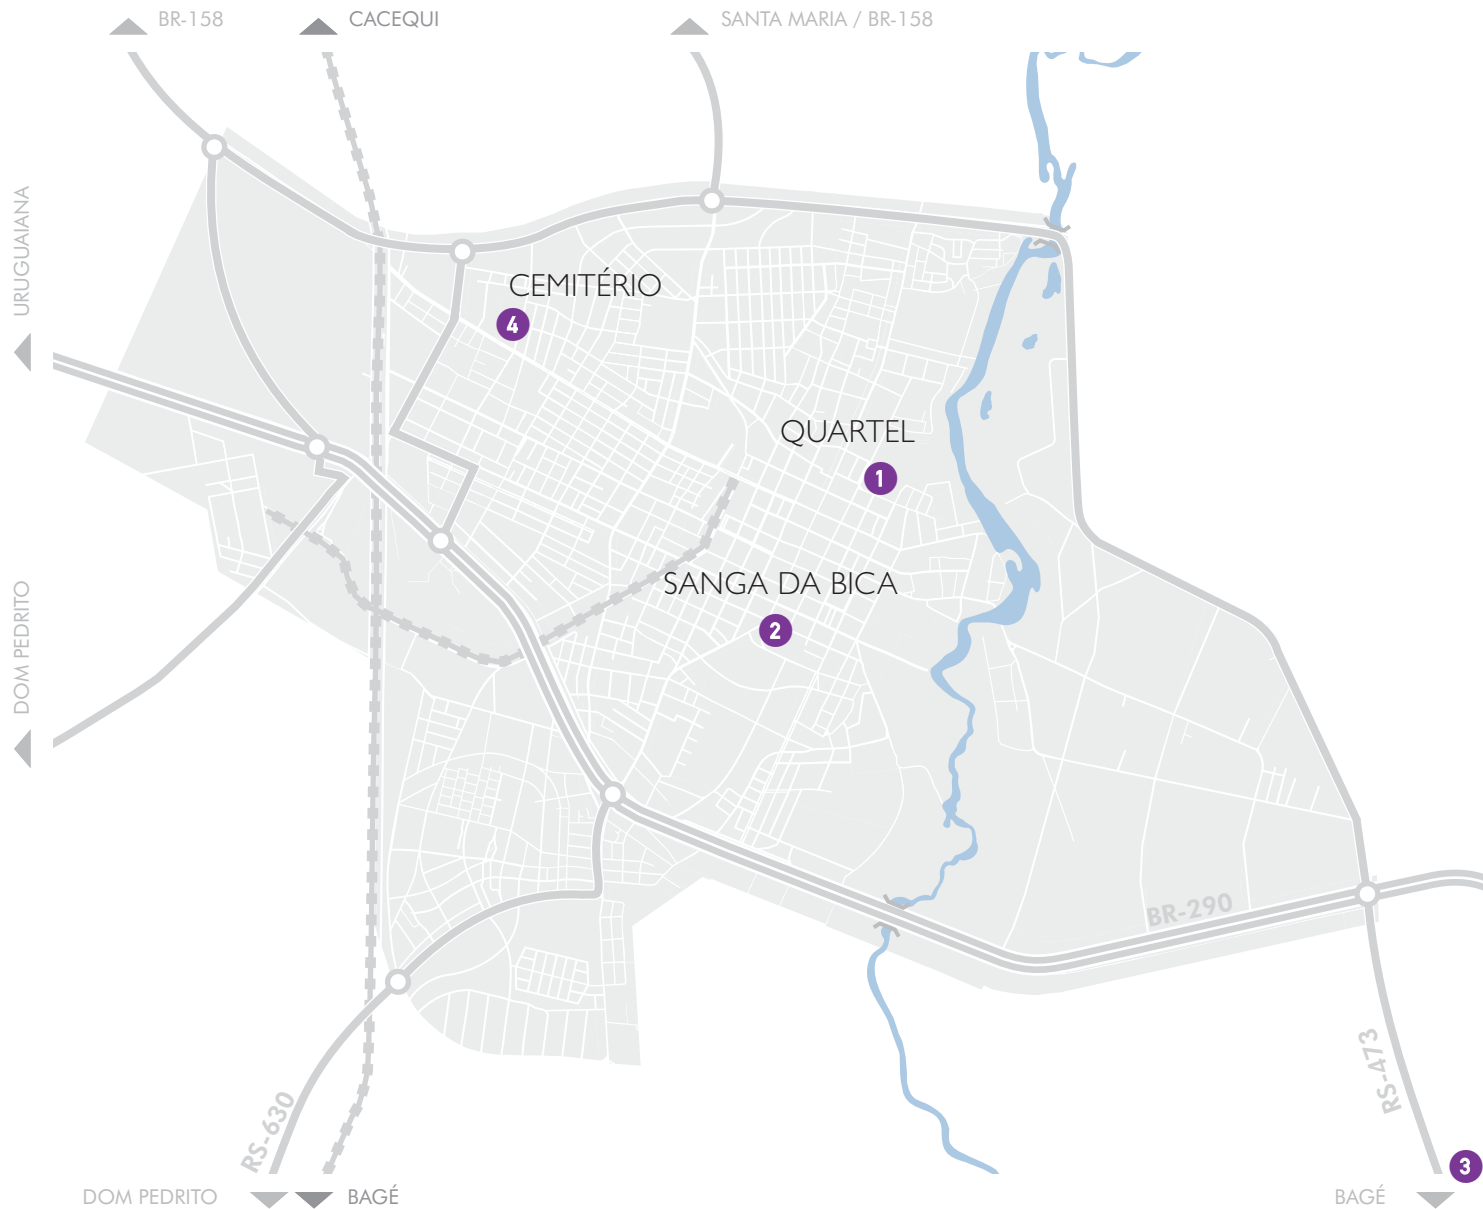 BR-158
CACEQUI
SANTA MARIA / BR-158
URUGUAIANA
CEMITÉRIO
4
QUARTEL
1
SANGA DA BICA
2
DOM PEDRITO
BR-290
RS-473
RS-630
3
DOM PEDRITO
BAGÉ
BAGÉ